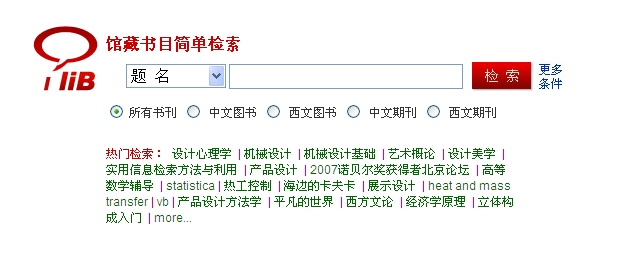 iliB
馆藏书目简单检索
题 名
检 索
更多
条件
所有书刊 中文图书 西文图书 中文期刊 西文期刊
热门检索： 设计心理学 | 机械设计 | 机械设计基础 | 艺术概论 | 设计美学 |
实用信息检索方法与利用 | 产品设计 | 2007诺贝尔奖获得者北京论坛 | 高等
数学辅导 | statistica | 热工控制 | 海边的卡夫卡 | 展示设计 | heat and mass
transfer | vb | 产品设计方法学 | 平凡的世界 | 西方文论 | 经济学原理 | 立体构
成入门 | more...